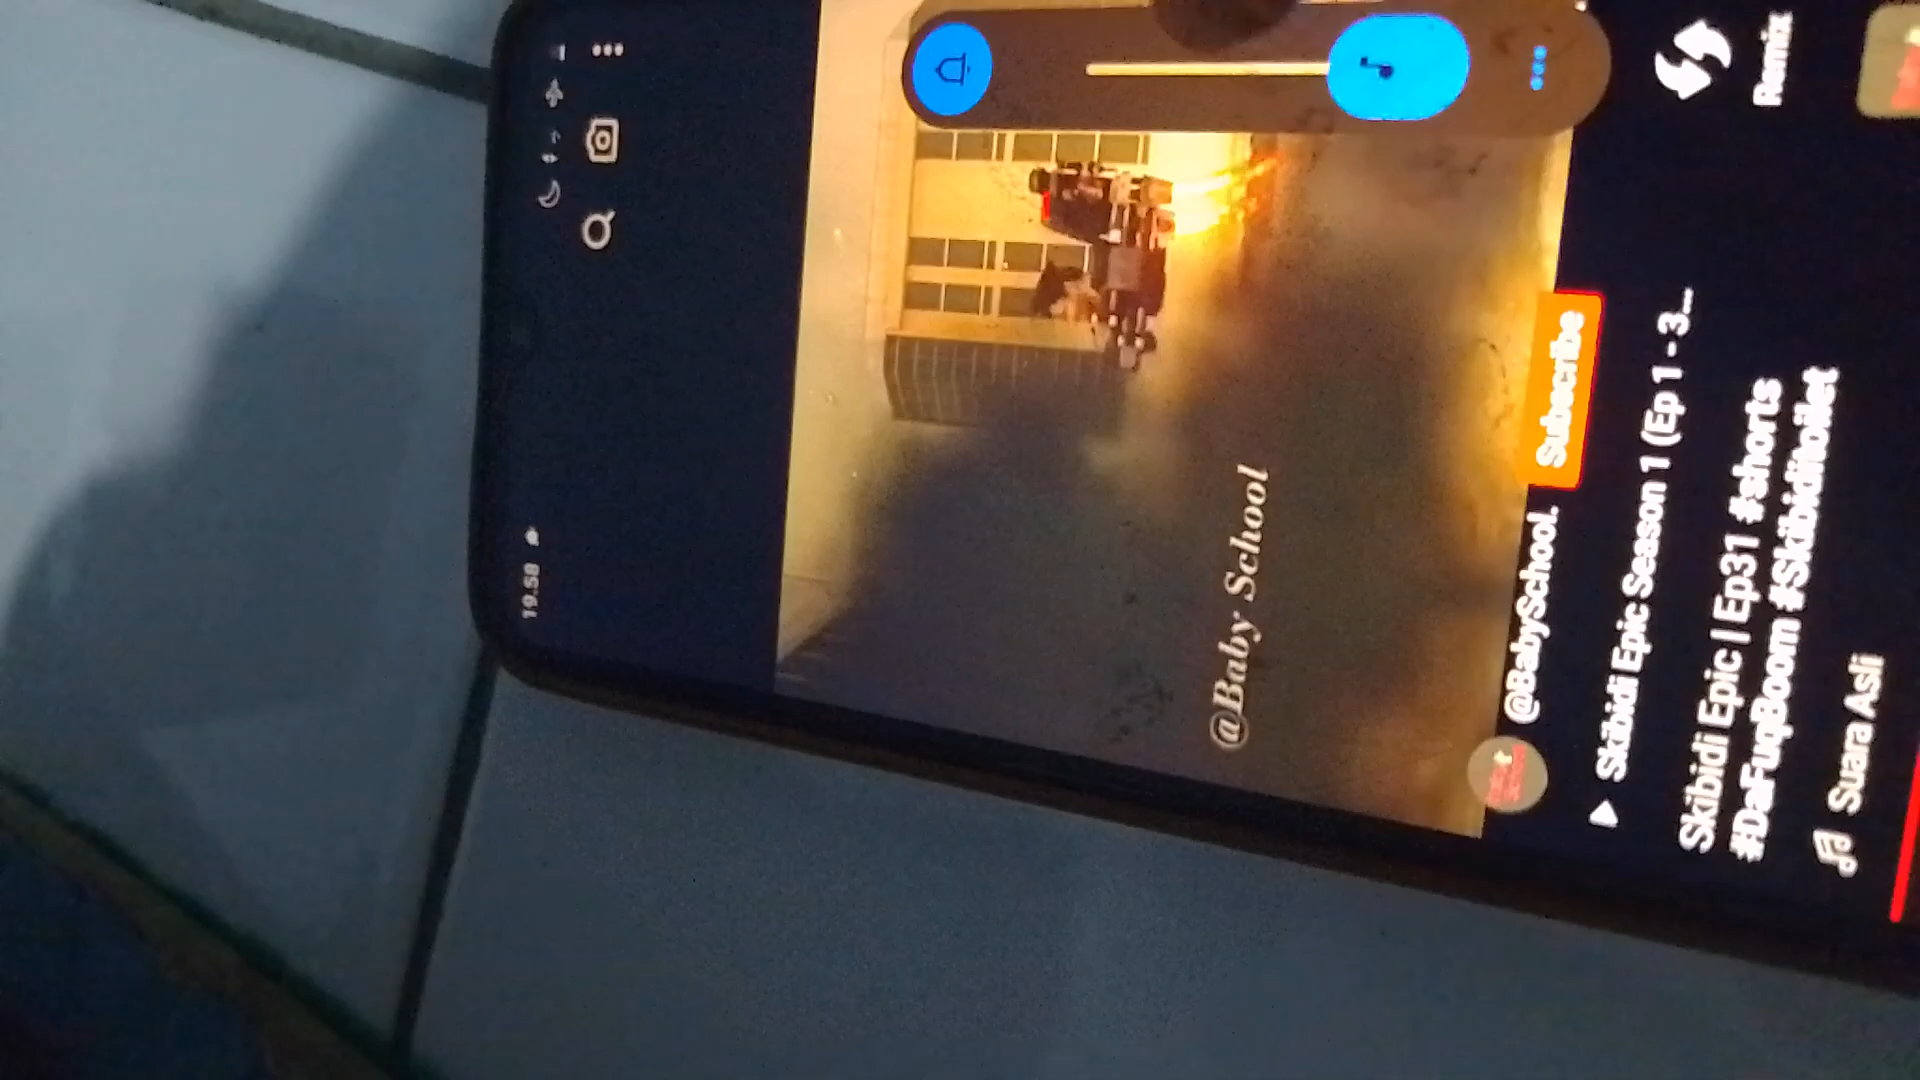 19.58
@Baby School
Remix
@BabySchool. Subscribe
Skibidi Epic Season 1 (Ep 1 - 3...
Skibidi Epic | Ep31 #shorts
#DaFuqBoom #Skibiditoilet
Suara Asli